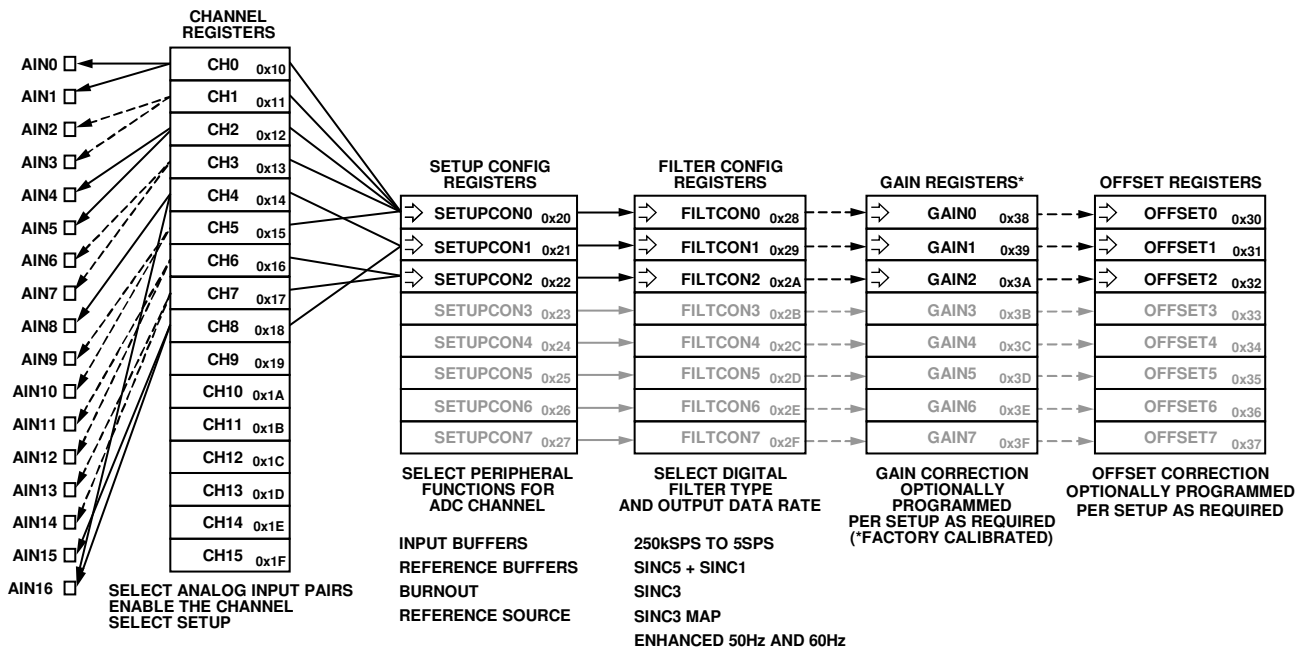 CHANNEL
REGISTERS
AIN0
AIN1
AIN2
AIN3
AIN4
AIN5
AIN6
AIN7
AIN8
AIN9
AIN10
AIN11
AIN12
AIN13
AIN14
AIN15
AIN16
CH0 0x10
CH1 0x11
CH2 0x12
CH3 0x13
CH4 0x14
CH5 0x15
CH6 0x16
CH7 0x17
CH8 0x18
CH9 0x19
CH10 0x1A
CH11 0x1B
CH12 0x1C
CH13 0x1D
CH14 0x1E
CH15 0x1F
SELECT ANALOG INPUT PAIRS
ENABLE THE CHANNEL
SELECT SETUP
SETUP CONFIG
REGISTERS
SETUPCON0 0x20
SETUPCON1 0x21
SETUPCON2 0x22
SETUPCON3 0x23
SETUPCON4 0x24
SETUPCON5 0x25
SETUPCON6 0x26
SETUPCON7 0x27
SELECT PERIPHERAL
FUNCTIONS FOR
ADC CHANNEL
INPUT BUFFERS
REFERENCE BUFFERS
BURNOUT
REFERENCE SOURCE
FILTER CONFIG
REGISTERS
FILTCON0 0x28
FILTCON1 0x29
FILTCON2 0x2A
FILTCON3 0x2B
FILTCON4 0x2C
FILTCON5 0x2D
FILTCON6 0x2E
FILTCON7 0x2F
SELECT DIGITAL
FILTER TYPE
AND OUTPUT DATA RATE
250kSPS TO 5SPS
SINC5 + SINC1
SINC3
SINC3 MAP
ENHANCED 50Hz AND 60Hz
GAIN REGISTERS*
GAIN0 0x38
GAIN1 0x39
GAIN2 0x3A
GAIN3 0x3B
GAIN4 0x3C
GAIN5 0x3D
GAIN6 0x3E
GAIN7 0x3F
GAIN CORRECTION
OPTIONALLY
PROGRAMMED
PER SETUP AS REQUIRED
(*FACTORY CALIBRATED)
OFFSET REGISTERS
OFFSET0 0x30
OFFSET1 0x31
OFFSET2 0x32
OFFSET3 0x33
OFFSET4 0x34
OFFSET5 0x35
OFFSET6 0x36
OFFSET7 0x37
OFFSET CORRECTION
OPTIONALLY PROGRAMMED
PER SETUP AS REQUIRED